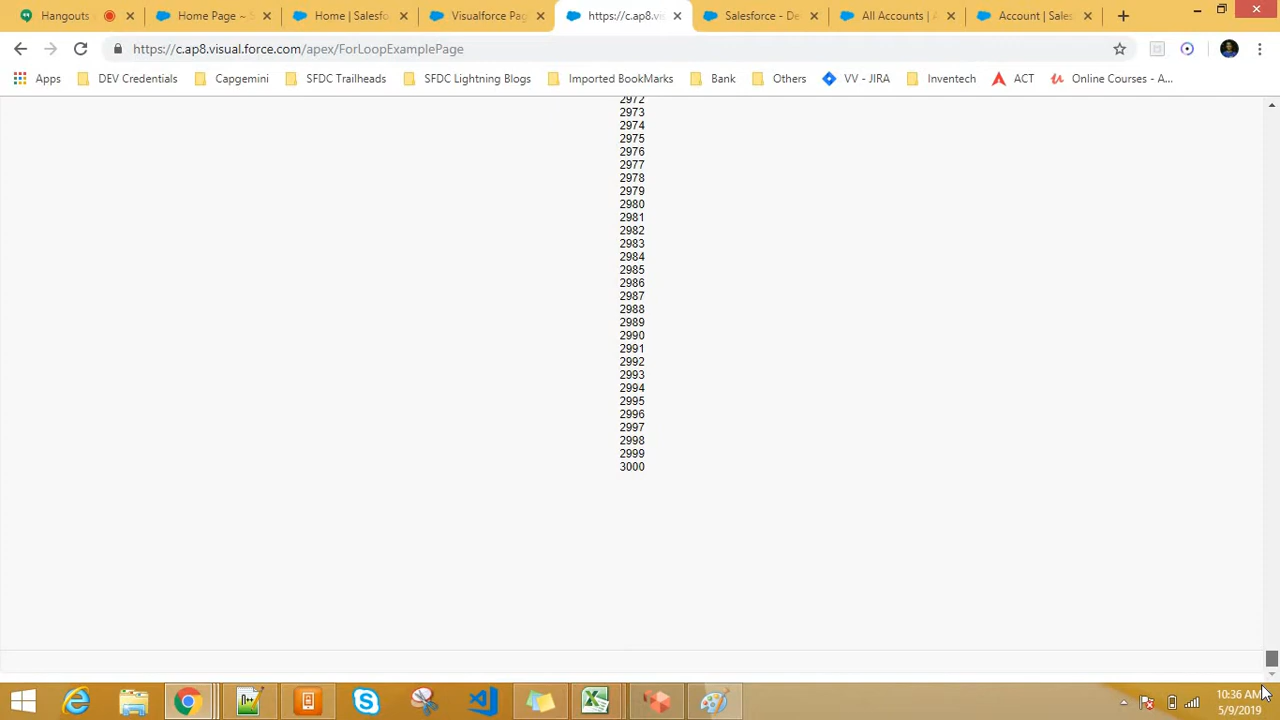 Hangouts
Home Page ~ S
Home | Salesfo
Visualforce Pag
https://c.ap8.vis
Salesforce - De
All Accounts | A
Account | Sales
https://c.ap8.visual.force.com/apex/ForLoopExamplePage
Apps
DEV Credentials
Capgemini
SFDC Trailheads
SFDC Lightning Blogs
Imported BookMarks
Bank
Others
VV - JIRA
Inventech
ACT
Online Courses - A...
2972
2973
2974
2975
2976
2977
2978
2979
2980
2981
2982
2983
2984
2985
2986
2987
2988
2989
2990
2991
2992
2993
2994
2995
2996
2997
2998
2999
3000
10:36 AM
5/9/2019